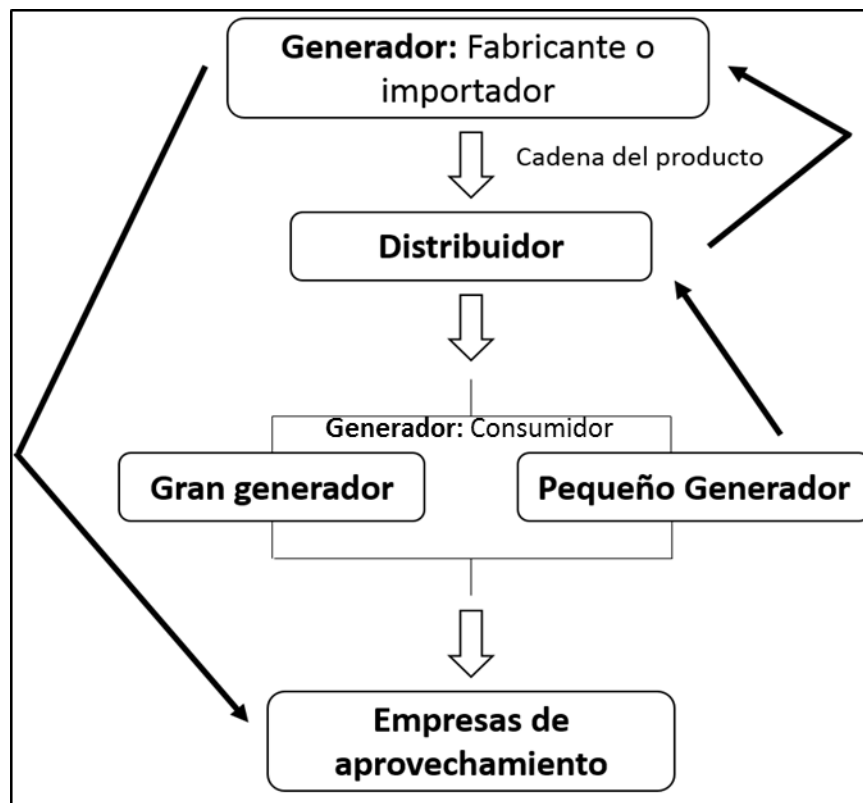 Generador: Fabricante o
importador
Cadena del producto
Distribuidor
Generador: Consumidor
Gran generador
Pequeño Generador
Empresas de
aprovechamiento